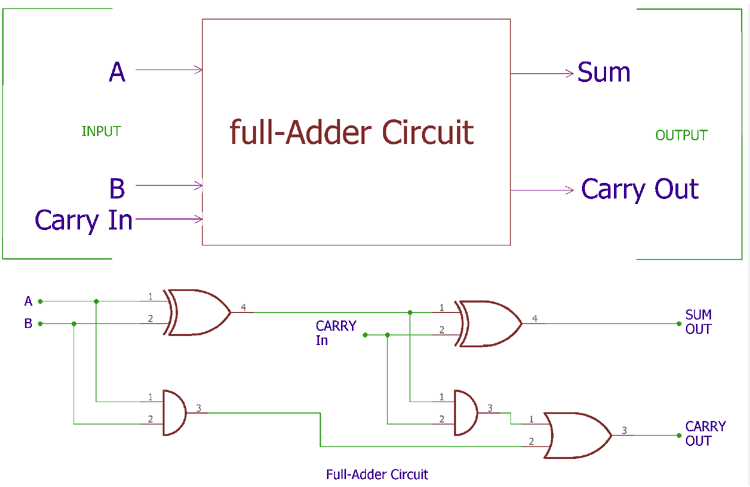 A
Sum
full-Adder Circuit
INPUT
OUTPUT
B
Carry Out
Carry In
A
1
4
B
2
CARRY
In
1
2
4
SUM
OUT
1
2
3
1
2
3
1
2
3
CARRY
OUT
Full-Adder Circuit